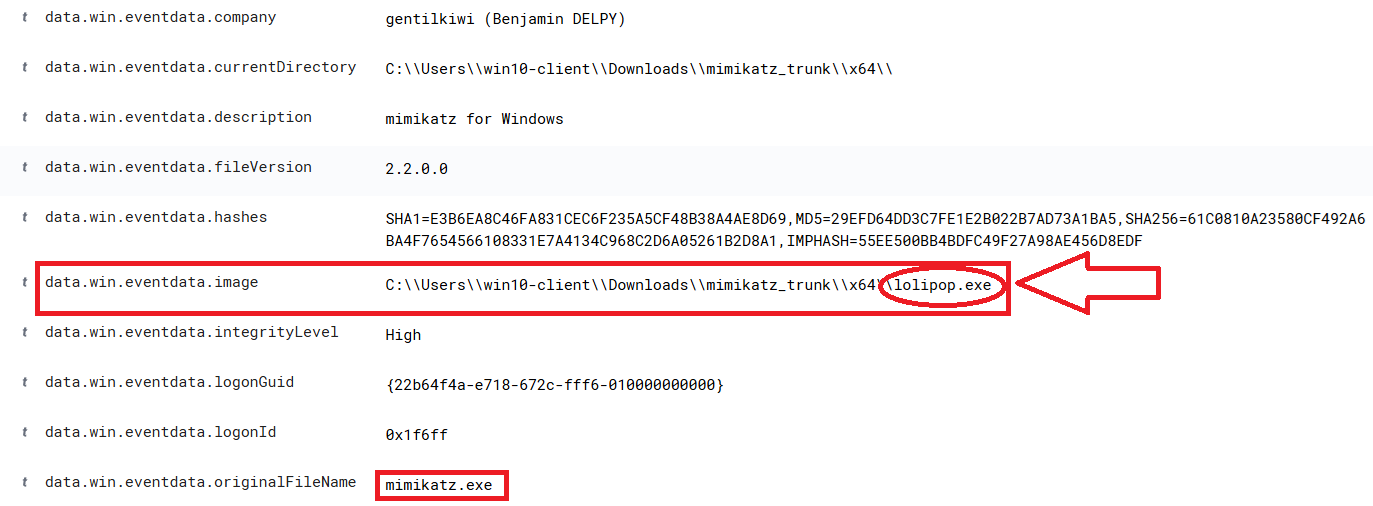 t data.win.eventdata.company gentilkiwi (Benjamin DELPY)
t data.win.eventdata.currentDirectory C:\\Users\\win10-client\\Downloads\\mimikatz_trunk\\x64\\
t data.win.eventdata.description mimikatz for Windows
t data.win.eventdata.fileVersion 2.2.0.0
t data.win.eventdata.hashes SHA1=E3B6EA8C46FA831CEC6F235A5CF48B38A4AE8D69,MD5=29EFD64DD3C7FE1E2B022B7AD73A1BA5,SHA256=61C0810A23580CF492A6
BA4F7654566108331E7A4134C968C2D6A05261B2D8A1,IMPHASH=55EE500BB4BDFC49F27A98AE456D8EDF
t data.win.eventdata.image C:\\Users\\win10-client\\Downloads\\mimikatz_trunk\\x64\\lolipop.exe
t data.win.eventdata.integrityLevel High
t data.win.eventdata.logonGuid {22b64f4a-e718-672c-fff6-010000000000}
t data.win.eventdata.logonId 0x1f6ff
t data.win.eventdata.originalFileName mimikatz.exe